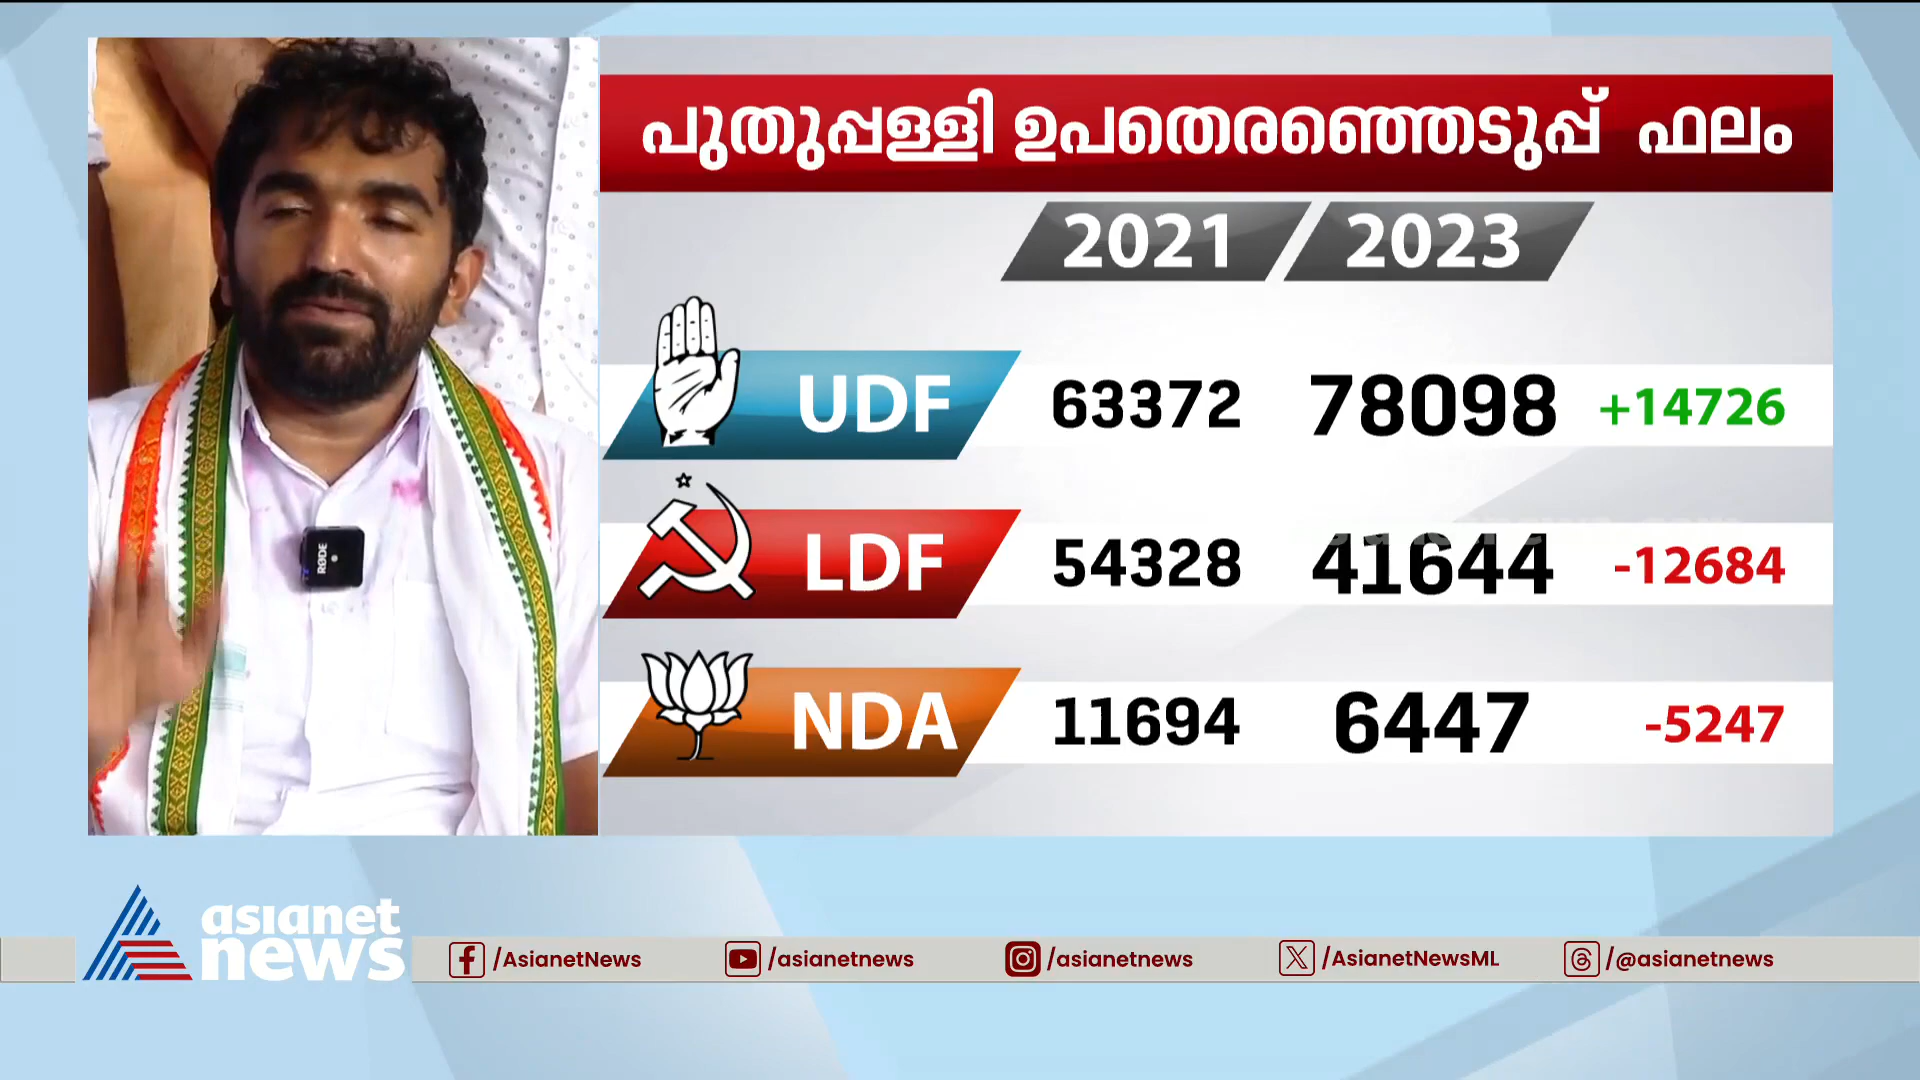 പുതുപ്പള്ളി ഉപതെരഞ്ഞെടുപ്പ് ഫലം
2021 2023
UDF 63372 78098 +14726
LDF 54328 41644 -12684
NDA 11694 6447 -5247
RØDE
asianet
news
/AsianetNews /asianetnews /asianetnews /AsianetNewsML /@asianetnews